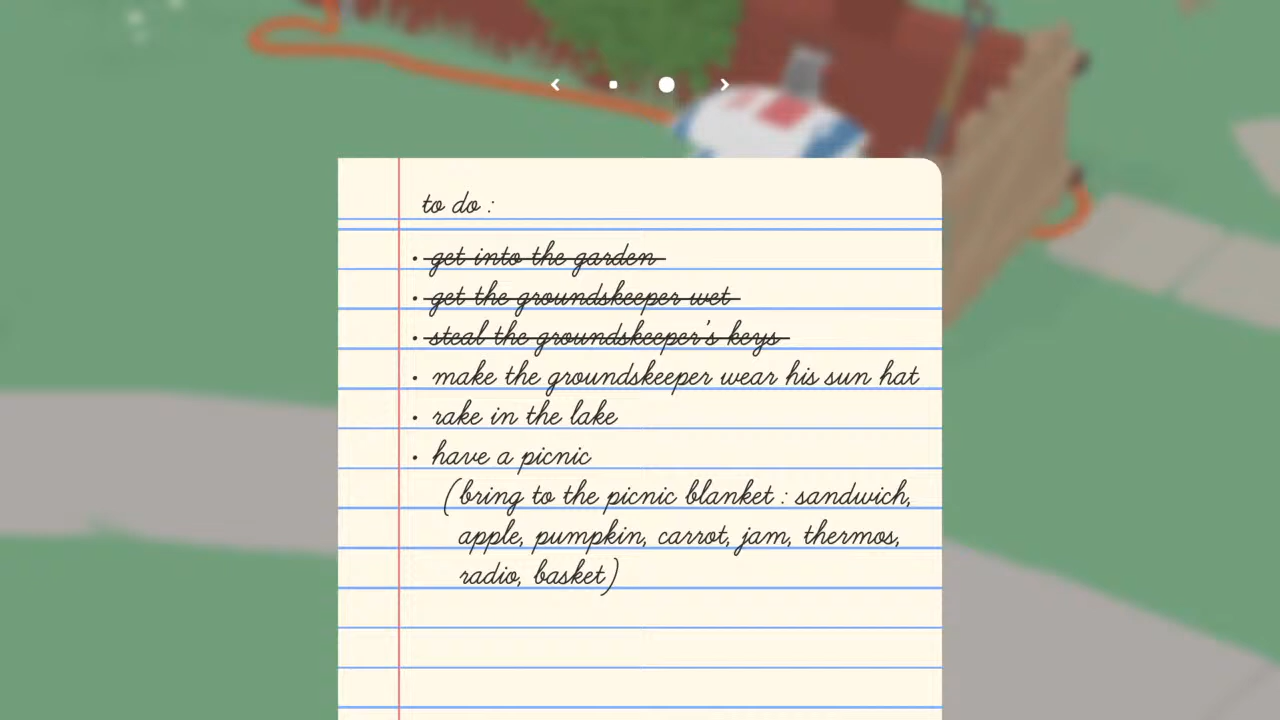 to do :
· get into the garden
· get the groundskeeper wet
· steal the groundskeeper's keys
· make the groundskeeper wear his sun hat
· rake in the lake
· have a picnic
(bring to the picnic blanket : sandwich,
apple, pumpkin, carrot, jam, thermos,
radio, basket)